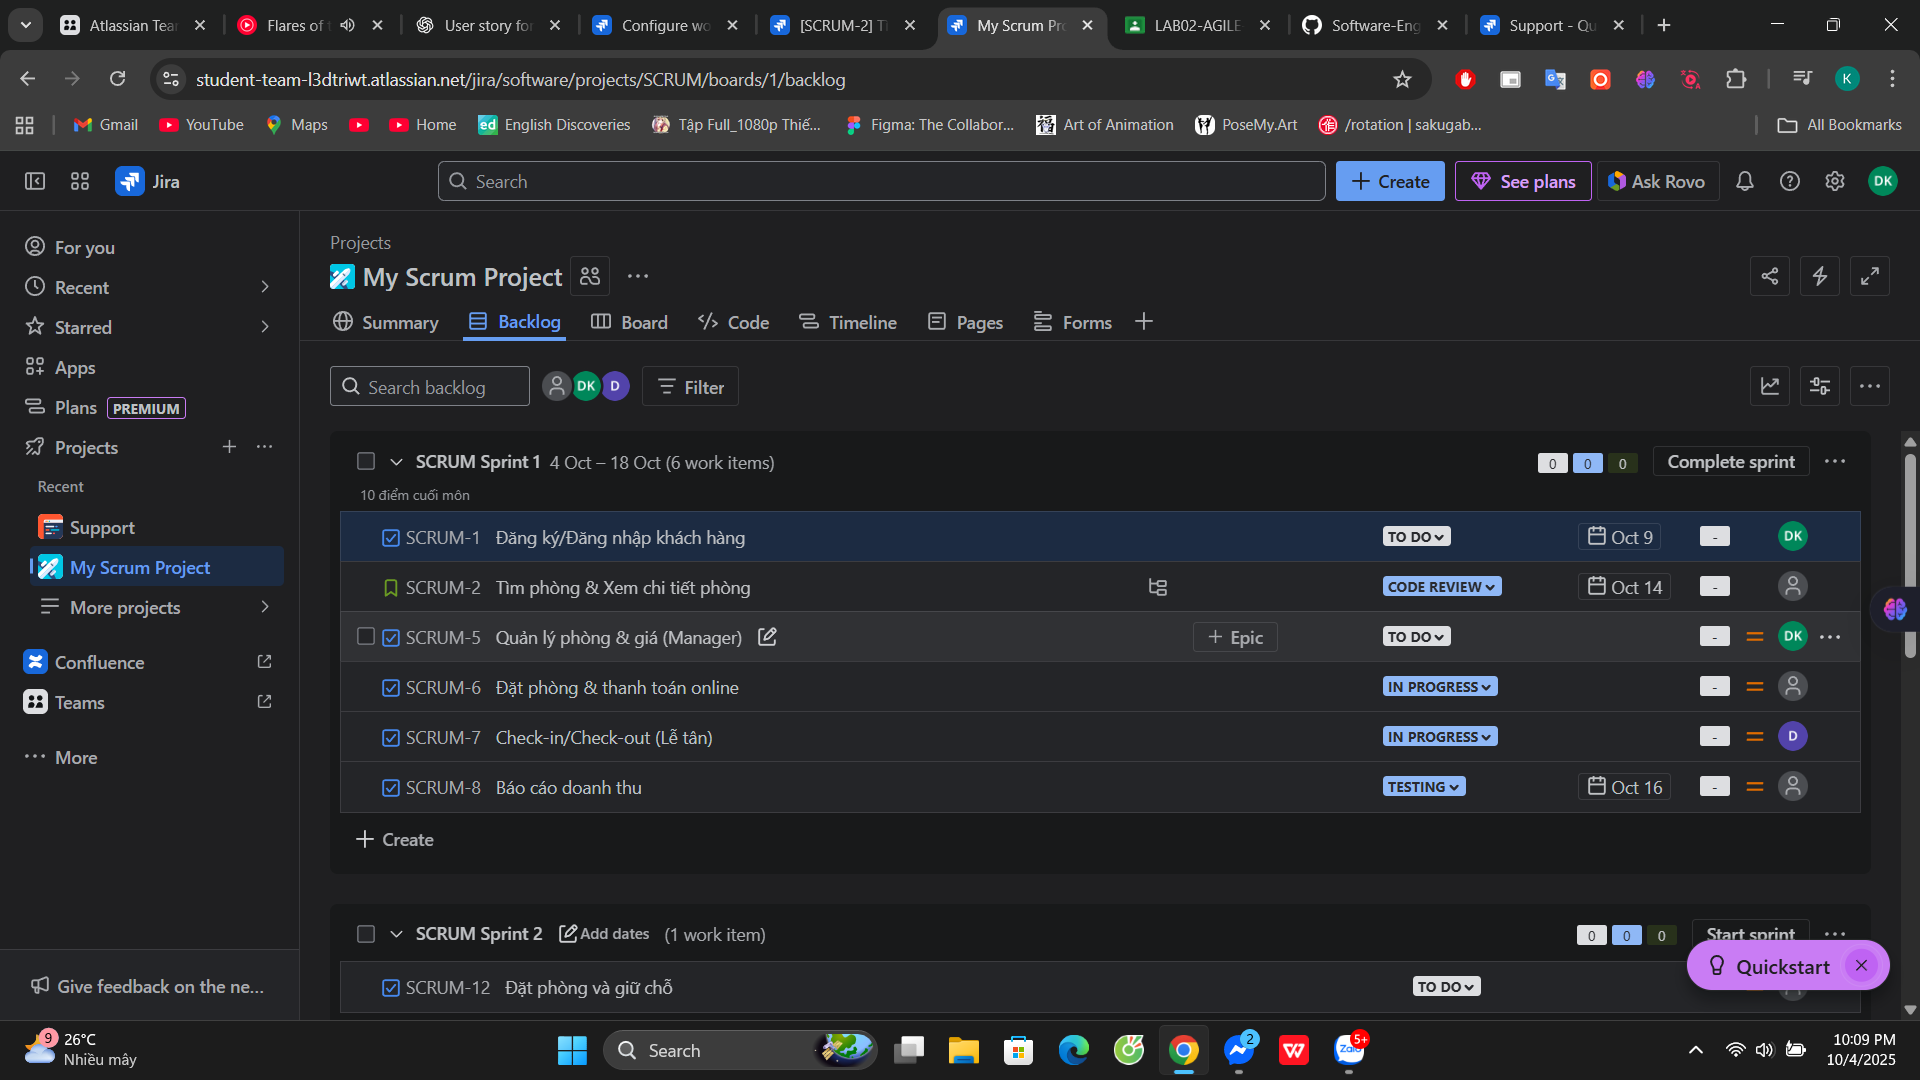 Atlassian Tea
Flares of t
User story for
Configure wo
[SCRUM-2] T
My Scrum Pro
LAB02-AGILE
Software-Eng
Support - Qu
student-team-l3dtriwt.atlassian.net/jira/software/projects/SCRUM/boards/1/backlog
K
Gmail
YouTube
Maps
Home
English Discoveries
Tập Full_1080p Thiế...
Figma: The Collabor...
Art of Animation
PoseMy.Art
/rotation | sakugab...
All Bookmarks
Jira
Search
Create
See plans
Ask Rovo
DK
For you
Recent
Starred
Apps
Plans PREMIUM
Projects
Recent
Support
My Scrum Project
More projects
Confluence
Teams
More
Give feedback on the ne...
Projects
My Scrum Project
Summary
Backlog
Board
Code
Timeline
Pages
Forms
Search backlog
DK
D
Filter
SCRUM Sprint 1 4 Oct – 18 Oct (6 work items)
0 0 0
Complete sprint
10 điểm cuối môn
SCRUM-1 Đăng ký/Đăng nhập khách hàng TO DO Oct 9 - DK
SCRUM-2 Tìm phòng & Xem chi tiết phòng CODE REVIEW Oct 14 -
SCRUM-5 Quản lý phòng & giá (Manager) + Epic TO DO - DK
SCRUM-6 Đặt phòng & thanh toán online IN PROGRESS -
SCRUM-7 Check-in/Check-out (Lễ tân) IN PROGRESS - D
SCRUM-8 Báo cáo doanh thu TESTING Oct 16 -
+ Create
SCRUM Sprint 2 Add dates (1 work item)
0 0 0
Start sprint
SCRUM-12 Đặt phòng và giữ chỗ TO DO
Quickstart
9
26°C
Nhiều mây
Search
2
Zalo
5+
10:09 PM
10/4/2025